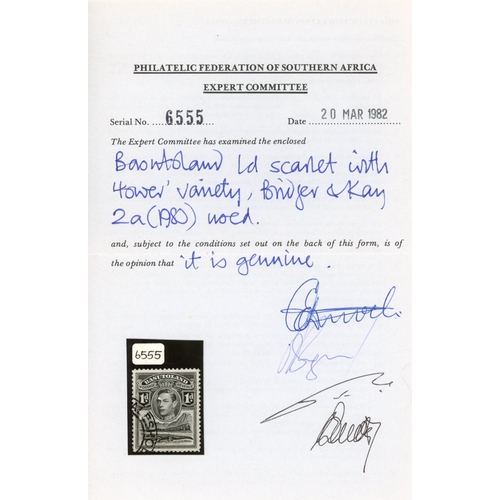 PHILATELIC FEDERATION OF SOUTHERN AFRICA
EXPERT COMMITTEE
Serial No. 6555 Date 20 MAR 1982
The Expert Committee has examined the enclosed
Basutoland 1d scarlet with
'tower' variety, Bridger & Kay
2a (1980) used.
and, subject to the conditions set out on the back of this form, is of
the opinion that it is genuine.
6555
BASUTOLAND
1D 1D